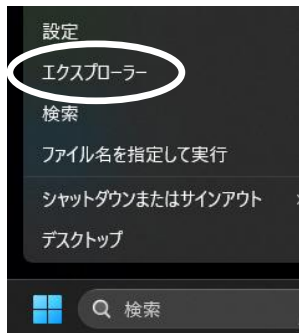 設定
エクスプローラー
検索
ファイル名を指定して実行
シャットダウンまたはサインアウト
デスクトップ
検索